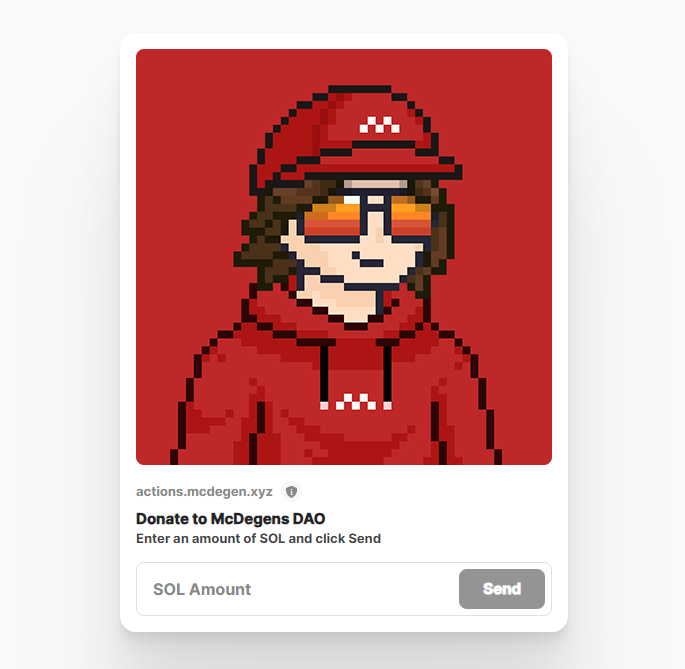 actions.mcdegen.xyz
Donate to McDegens DAO
Enter an amount of SOL and click Send
SOL Amount
Send